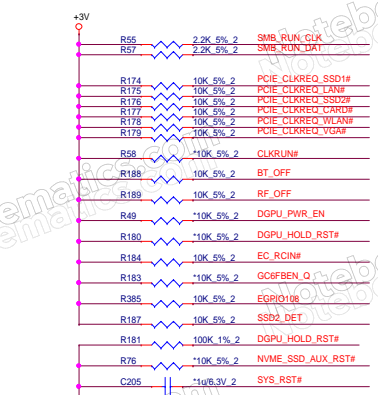 +3V
R55 2.2K_5%_2 SMB_RUN_CLK
R57 2.2K_5%_2 SMB_RUN_DAT
R174 10K_5%_2 PCIE_CLKREQ_SSD1#
R175 10K_5%_2 PCIE_CLKREQ_LAN#
R176 10K_5%_2 PCIE_CLKREQ_SSD2#
R177 10K_5%_2 PCIE_CLKREQ_CARD#
R178 10K_5%_2 PCIE_CLKREQ_WLAN#
R179 10K_5%_2 PCIE_CLKREQ_VGA#
R58 *10K_5%_2 CLKRUN#
R188 10K_5%_2 BT_OFF
R189 10K_5%_2 RF_OFF
R49 *10K_5%_2 DGPU_PWR_EN
R180 *10K_5%_2 DGPU_HOLD_RST#
R184 10K_5%_2 EC_RCIN#
R183 *10K_5%_2 GC6FBEN_Q
R385 10K_5%_2 EGPIO108
R187 10K_5%_2 SSD2_DET
R181 100K_1%_2 DGPU_HOLD_RST#
R76 *10K_5%_2 NVME_SSD_AUX_RST#
C205 *1u/6.3V_2 SYS_RST#